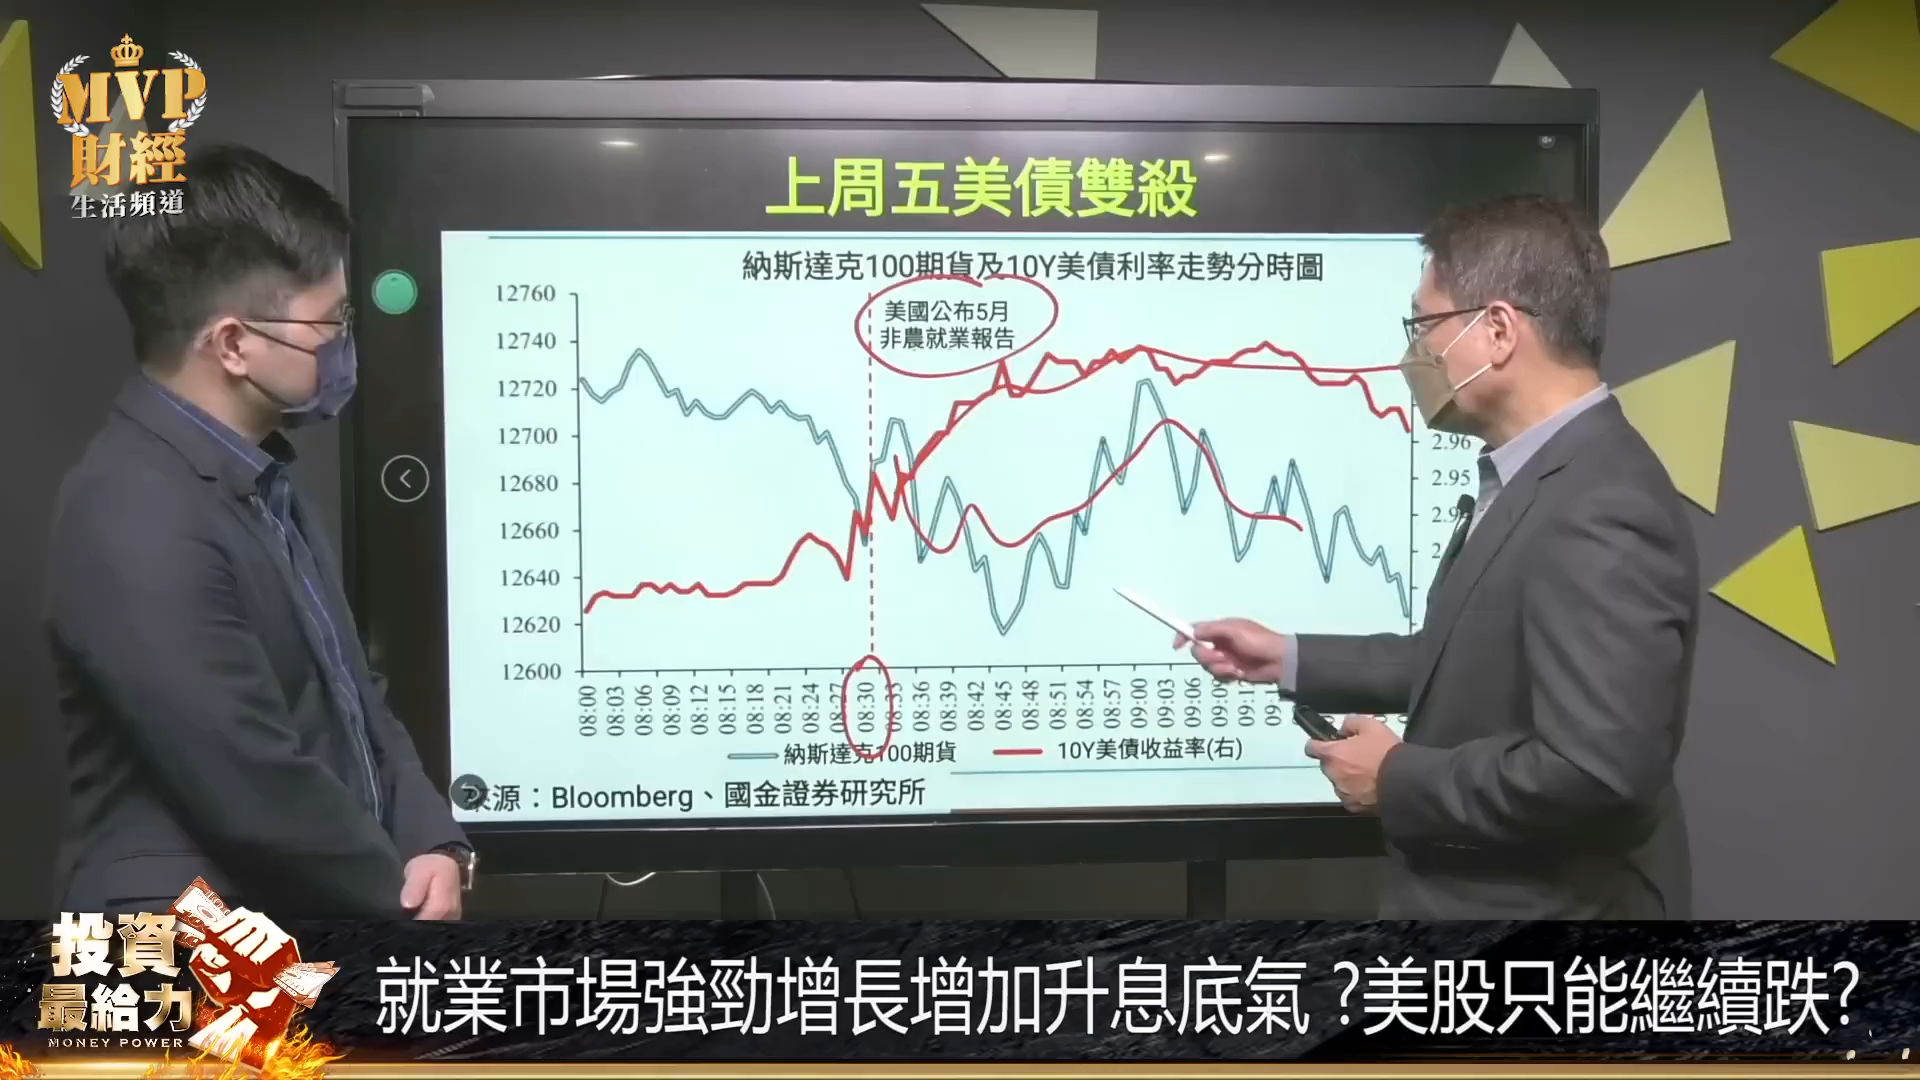 MVP
財經
生活頻道
上周五美債雙殺
納斯達克100期貨及10Y美債利率走勢分時圖
美國公布5月
非農就業報告
12760
12740
12720
12700
12680
12660
12640
12620
12600
2.96
2.95
08:00
08:03
08:06
08:09
08:12
08:15
08:18
08:21
08:24
08:27
08:30
08:33
08:36
08:39
08:42
08:45
08:48
08:51
08:54
08:57
09:00
09:03
09:06
09:09
納斯達克100期貨
10Y美債收益率(右)
來源：Bloomberg、國金證券研究所
投資
最給力
MONEY POWER
就業市場強勁增長增加升息底氣 ?美股只能繼續跌?